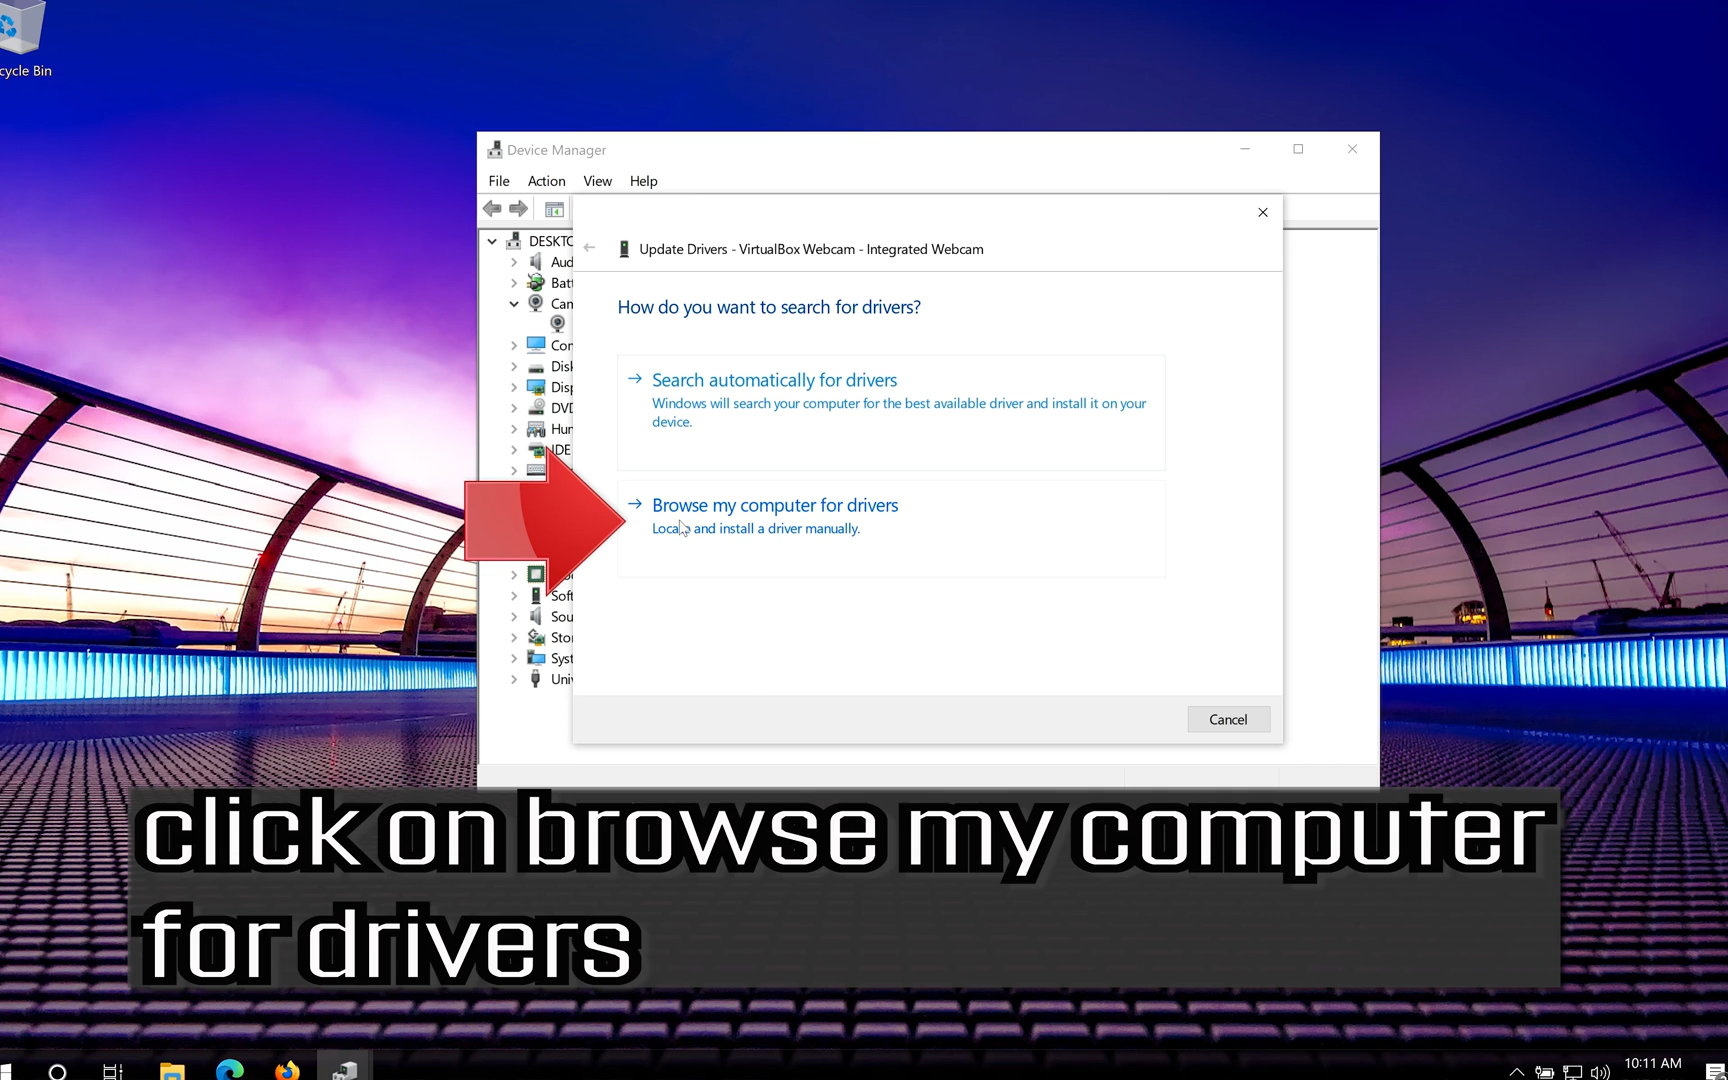 cycle Bin
Device Manager
File Action View Help
Update Drivers - VirtualBox Webcam - Integrated Webcam
DESKTO
Aud
Batt
Cam
Com
Disk
Disp
DVD
Hum
IDE
Soft
Sou
Stor
Syst
Univ
How do you want to search for drivers?
Search automatically for drivers
Windows will search your computer for the best available driver and install it on your
device.
Browse my computer for drivers
and install a driver manually.
Cancel
click on browse my computer
for drivers
10:11 AM